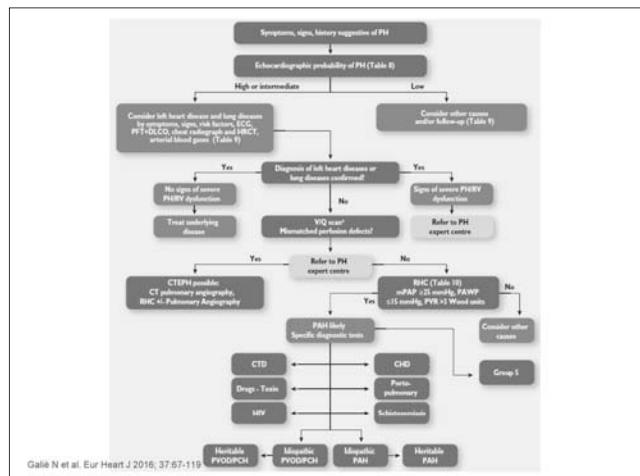 Symptoms, signs, history suggestive of PH
Echocardiographic probability of PH (Table 8)
High or intermediate
Low
Consider left heart disease and lung diseases
by symptoms, signs, risk factors, ECG,
PFT+DLCO, chest radiograph and HRCT,
arterial blood gases (Table 9)
Consider other causes
and/or follow-up (Table 9)
Yes
Diagnosis of left heart diseases or
lung diseases confirmed?
Yes
No signs of severe
PH/RV dysfunction
Signs of severe PH/RV
dysfunction
No
Treat underlying
disease
V/Q scan
Mismatched perfusion defects?
Refer to PH
expert centre
Yes
Refer to PH
expert centre
No
CTEPH possible:
CT pulmonary angiography,
RHC +/- Pulmonary Angiography
RHC (Table 10)
mPAP ≥25 mmHg, PAWP
≤15 mmHg, PVR >3 Wood units
Yes
No
PAH likely
Specific diagnostic tests
Consider other
causes
CTD
CHD
Group 5
Drugs - Toxin
Porto-
pulmonary
HIV
Schistosomiasis
Heritable
PVOD/PCH
Idiopathic
PVOD/PCH
Idiopathic
PAH
Heritable
PAH
Galiè N et al. Eur Heart J 2016; 37:67-119